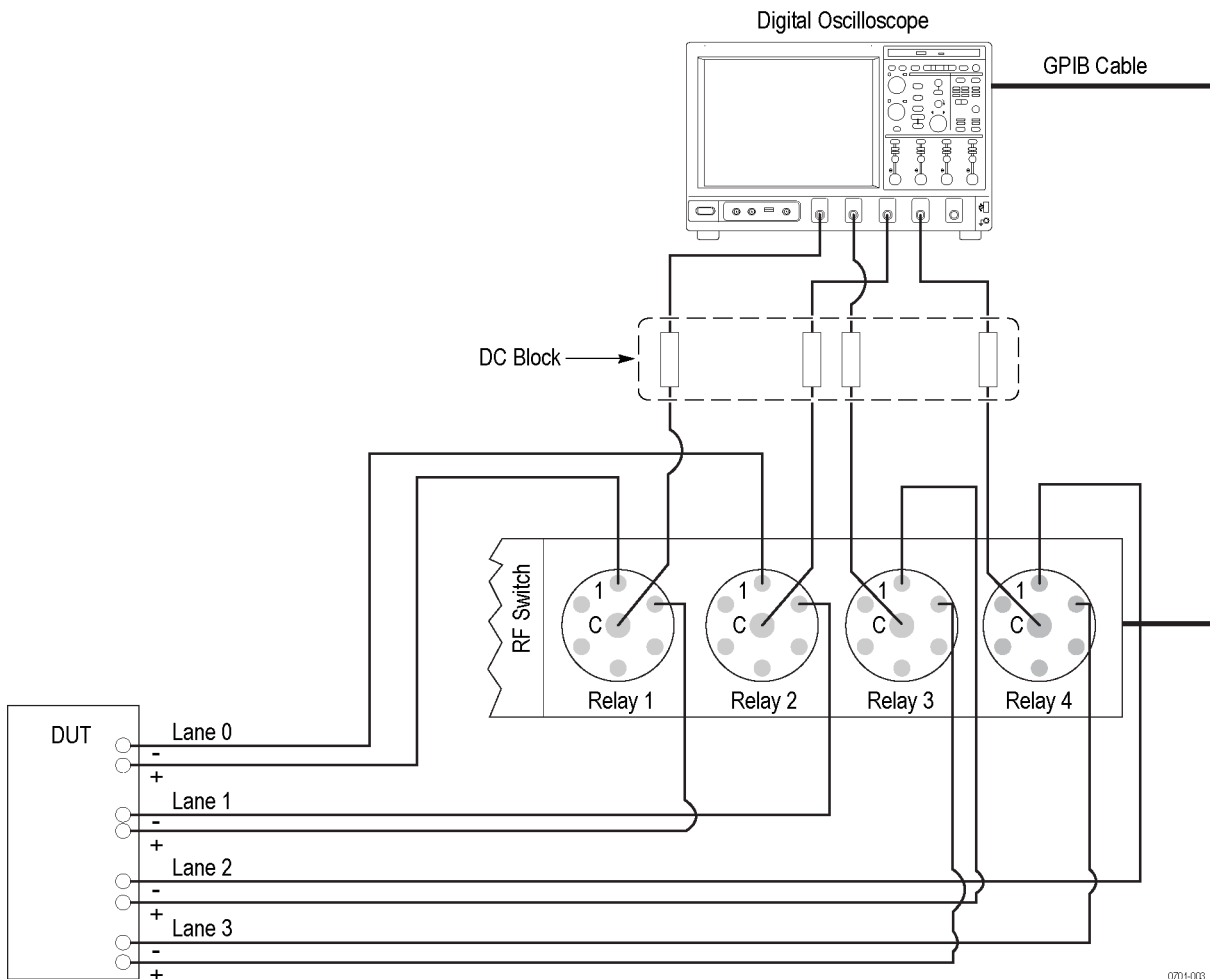 Digital Oscilloscope
GPIB Cable
DC Block
RF Switch
1
C
Relay 1
1
C
Relay 2
1
C
Relay 3
1
C
Relay 4
DUT
Lane 0
-
+
Lane 1
-
+
Lane 2
-
+
Lane 3
-
+
0701-003